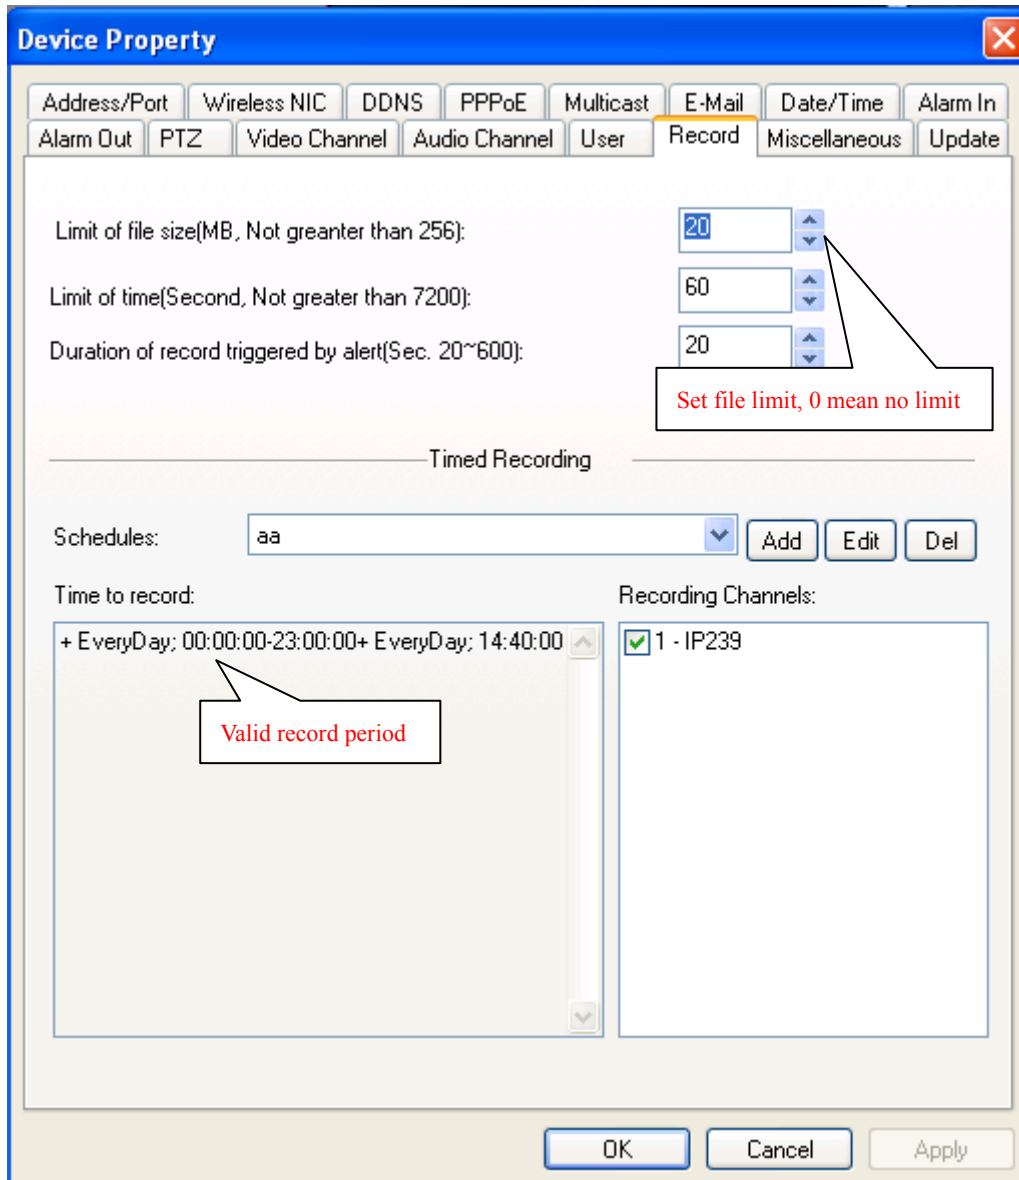 Device Property
Address/Port Wireless NIC DDNS PPPoE Multicast E-Mail Date/Time Alarm In
Alarm Out PTZ Video Channel Audio Channel User Record Miscellaneous Update
Limit of file size(MB, Not greanter than 256): 20
Limit of time(Second, Not greater than 7200): 60
Duration of record triggered by alert(Sec. 20~600): 20
Set file limit, 0 mean no limit
Timed Recording
Schedules: aa Add Edit Del
Time to record: Recording Channels:
+ EveryDay; 00:00:00-23:00:00+ EveryDay; 14:40:00 1 - IP239
Valid record period
OK Cancel Apply